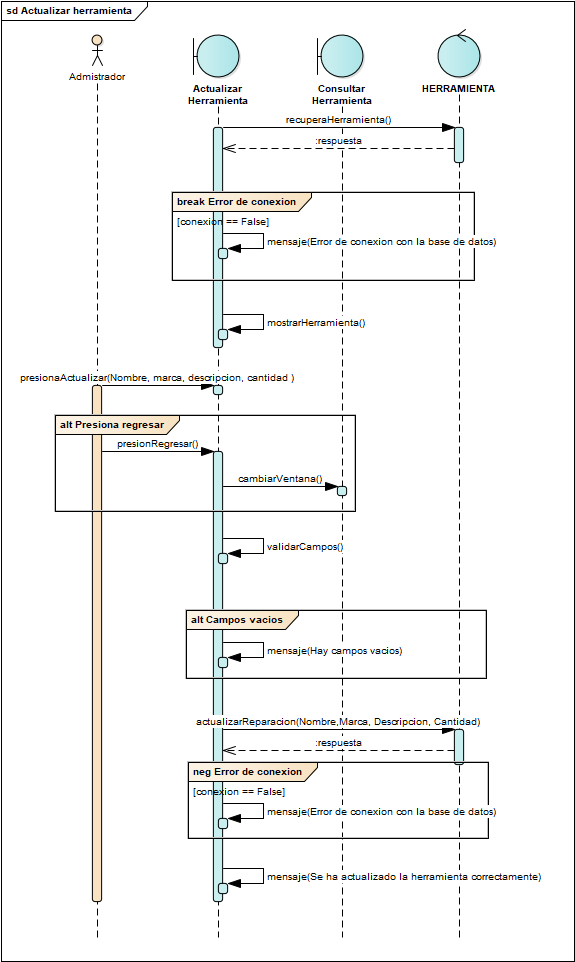 sd Actualizar herramienta
Admistrador
Actualizar
Herramienta
Consultar
Herramienta
HERRAMIENTA
recuperaHerramienta()
:respuesta
break Error de conexion
[conexion == False]
mensaje(Error de conexion con la base de datos)
mostrarHerramienta()
presionaActualizar(Nombre, marca, descripcion, cantidad )
alt Presiona regresar
presionRegresar()
cambiarVentana()
validarCampos()
alt Campos vacios
mensaje(Hay campos vacios)
actualizarReparacion(Nombre,Marca, Descripcion, Cantidad)
:respuesta
neg Error de conexion
[conexion == False]
mensaje(Error de conexion con la base de datos)
mensaje(Se ha actualizado la herramienta correctamente)